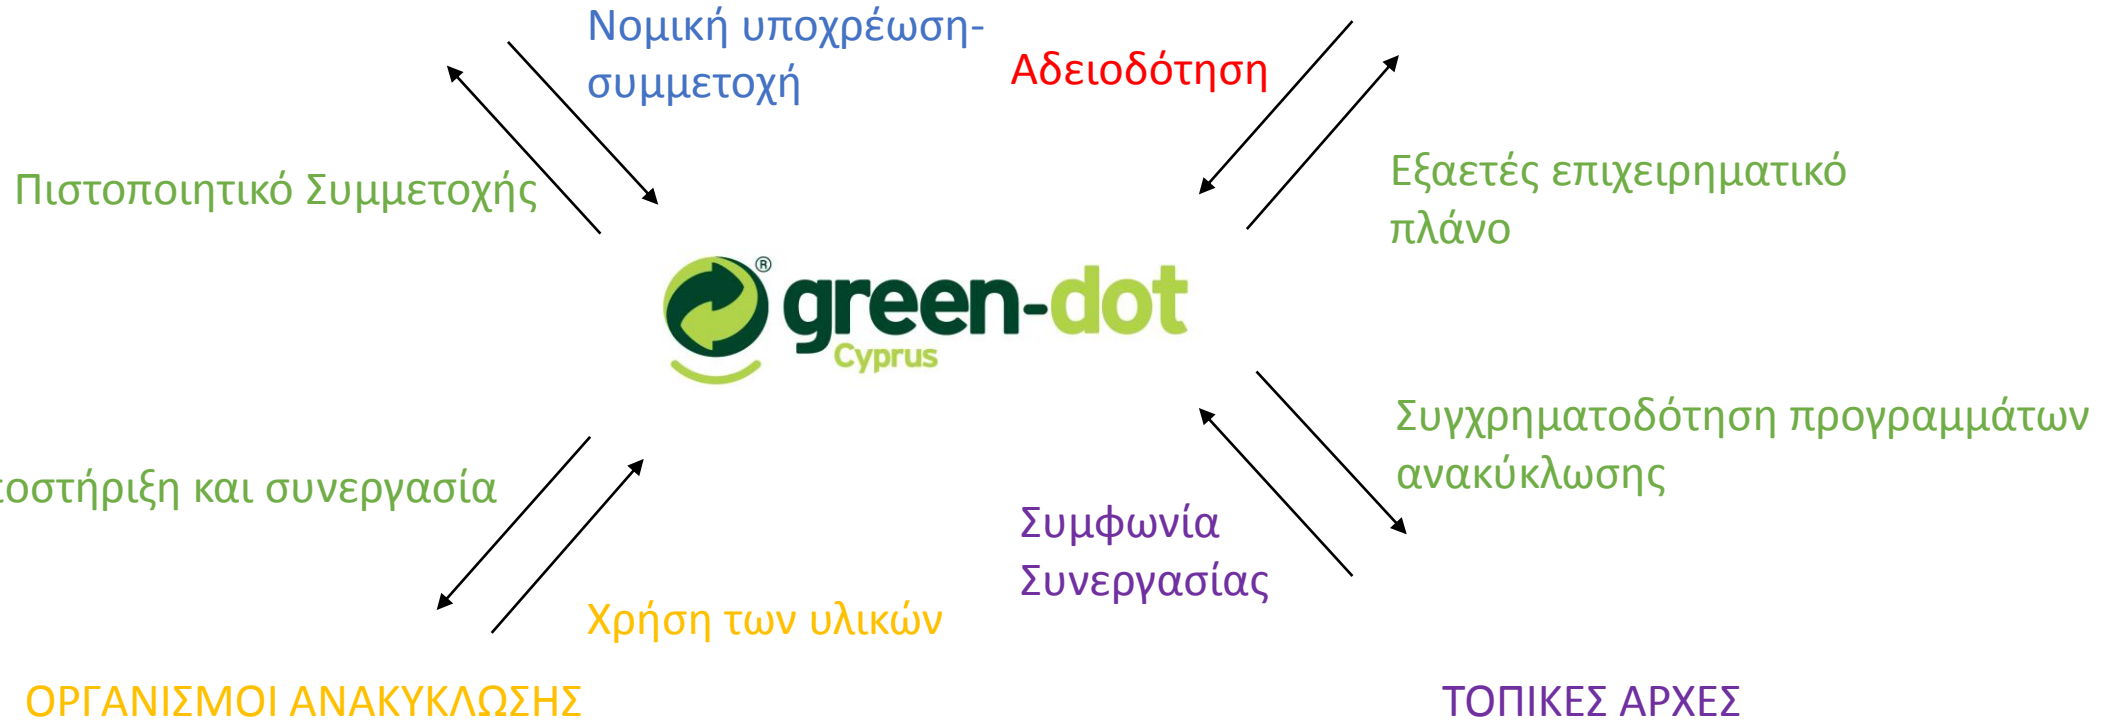 Νομική υποχρέωση-
συμμετοχή
Αδειοδότηση
Πιστοποιητικό Συμμετοχής
Εξαετές επιχειρηματικό
πλάνο
®
green-dot
Cyprus
Συγχρηματοδότηση προγραμμάτων
ανακύκλωσης
και συνεργασία
Συμφωνία
Συνεργασίας
Χρήση των υλικών
ΟΡΓΑΝΙΣΜΟΙ ΑΝΑΚΥΚΛΩΣΗΣ
ΤΟΠΙΚΕΣ ΑΡΧΕΣ